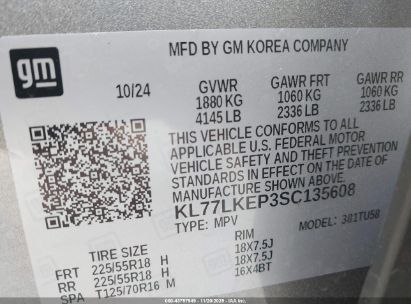 MFD BY GM KOREA COMPANY
gm
10/24 GVWR GAWR FRT GAWR RR
1880 KG 1060 KG 1060 KG
4145 LB 2336 LB 2336 LB
THIS VEHICLE CONFORMS TO ALL
APPLICABLE U.S. FEDERAL MOTOR
VEHICLE SAFETY AND THEFT PREVENTION
STANDARDS IN EFFECT ON THE DATE OF
MANUFACTURE SHOWN ABOVE.
KL77LKEP3SC135608
TYPE: MPV MODEL: 381TU58
TIRE SIZE RIM
FRT 225/55R18 H 18X7.5J
RR 225/55R18 H 18X7.5J
SPA T125/70R16 M 16X4BT